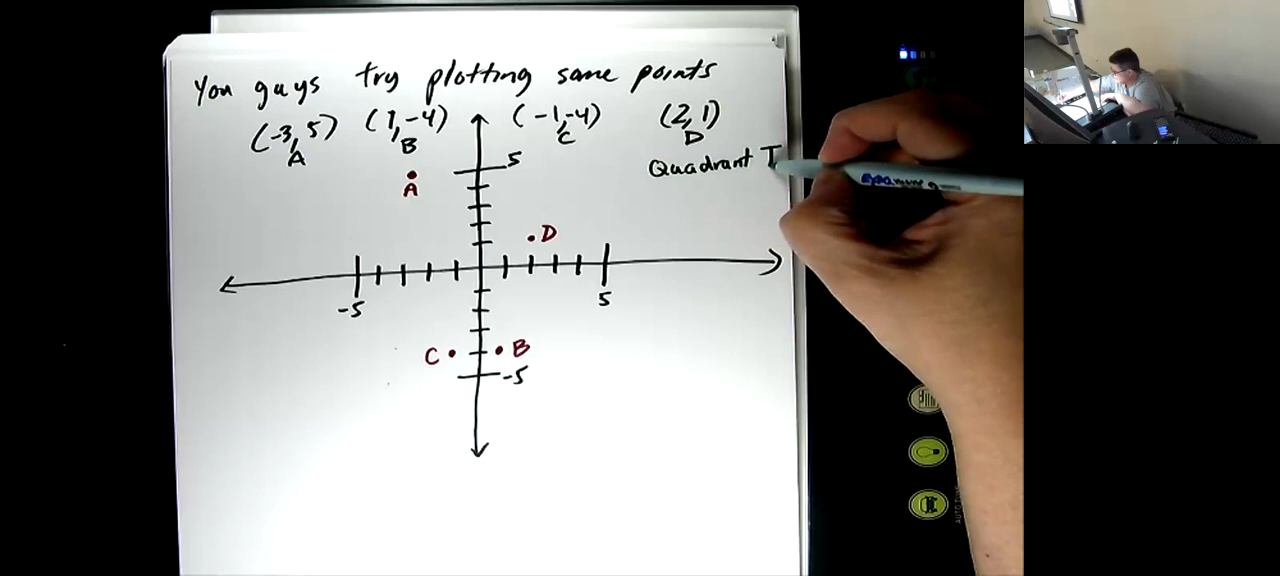 You guys try plotting some points
(-3, 5) (1, -4) (-1, -4) (2, 1)
A B C D
Quadrant I
5
A
D
-5 5
C B
-5